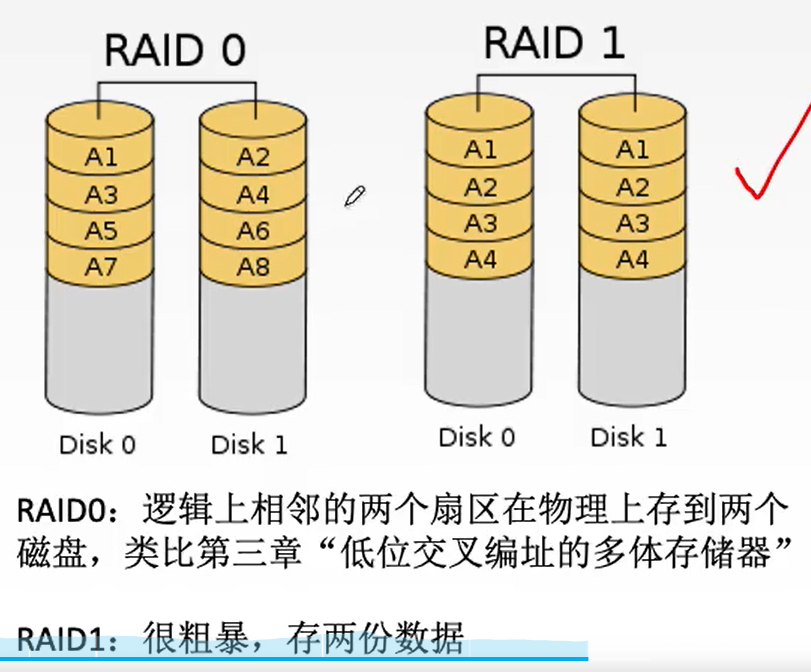 RAID 0
RAID 1
A1
A2
A3
A4
A5
A6
A7
A8
A1
A1
A2
A2
A3
A3
A4
A4
Disk 0
Disk 1
Disk 0
Disk 1
RAID0：逻辑上相邻的两个扇区在物理上存到两个
磁盘，类比第三章“低位交叉编址的多体存储器”
RAID1：很粗暴，存两份数据